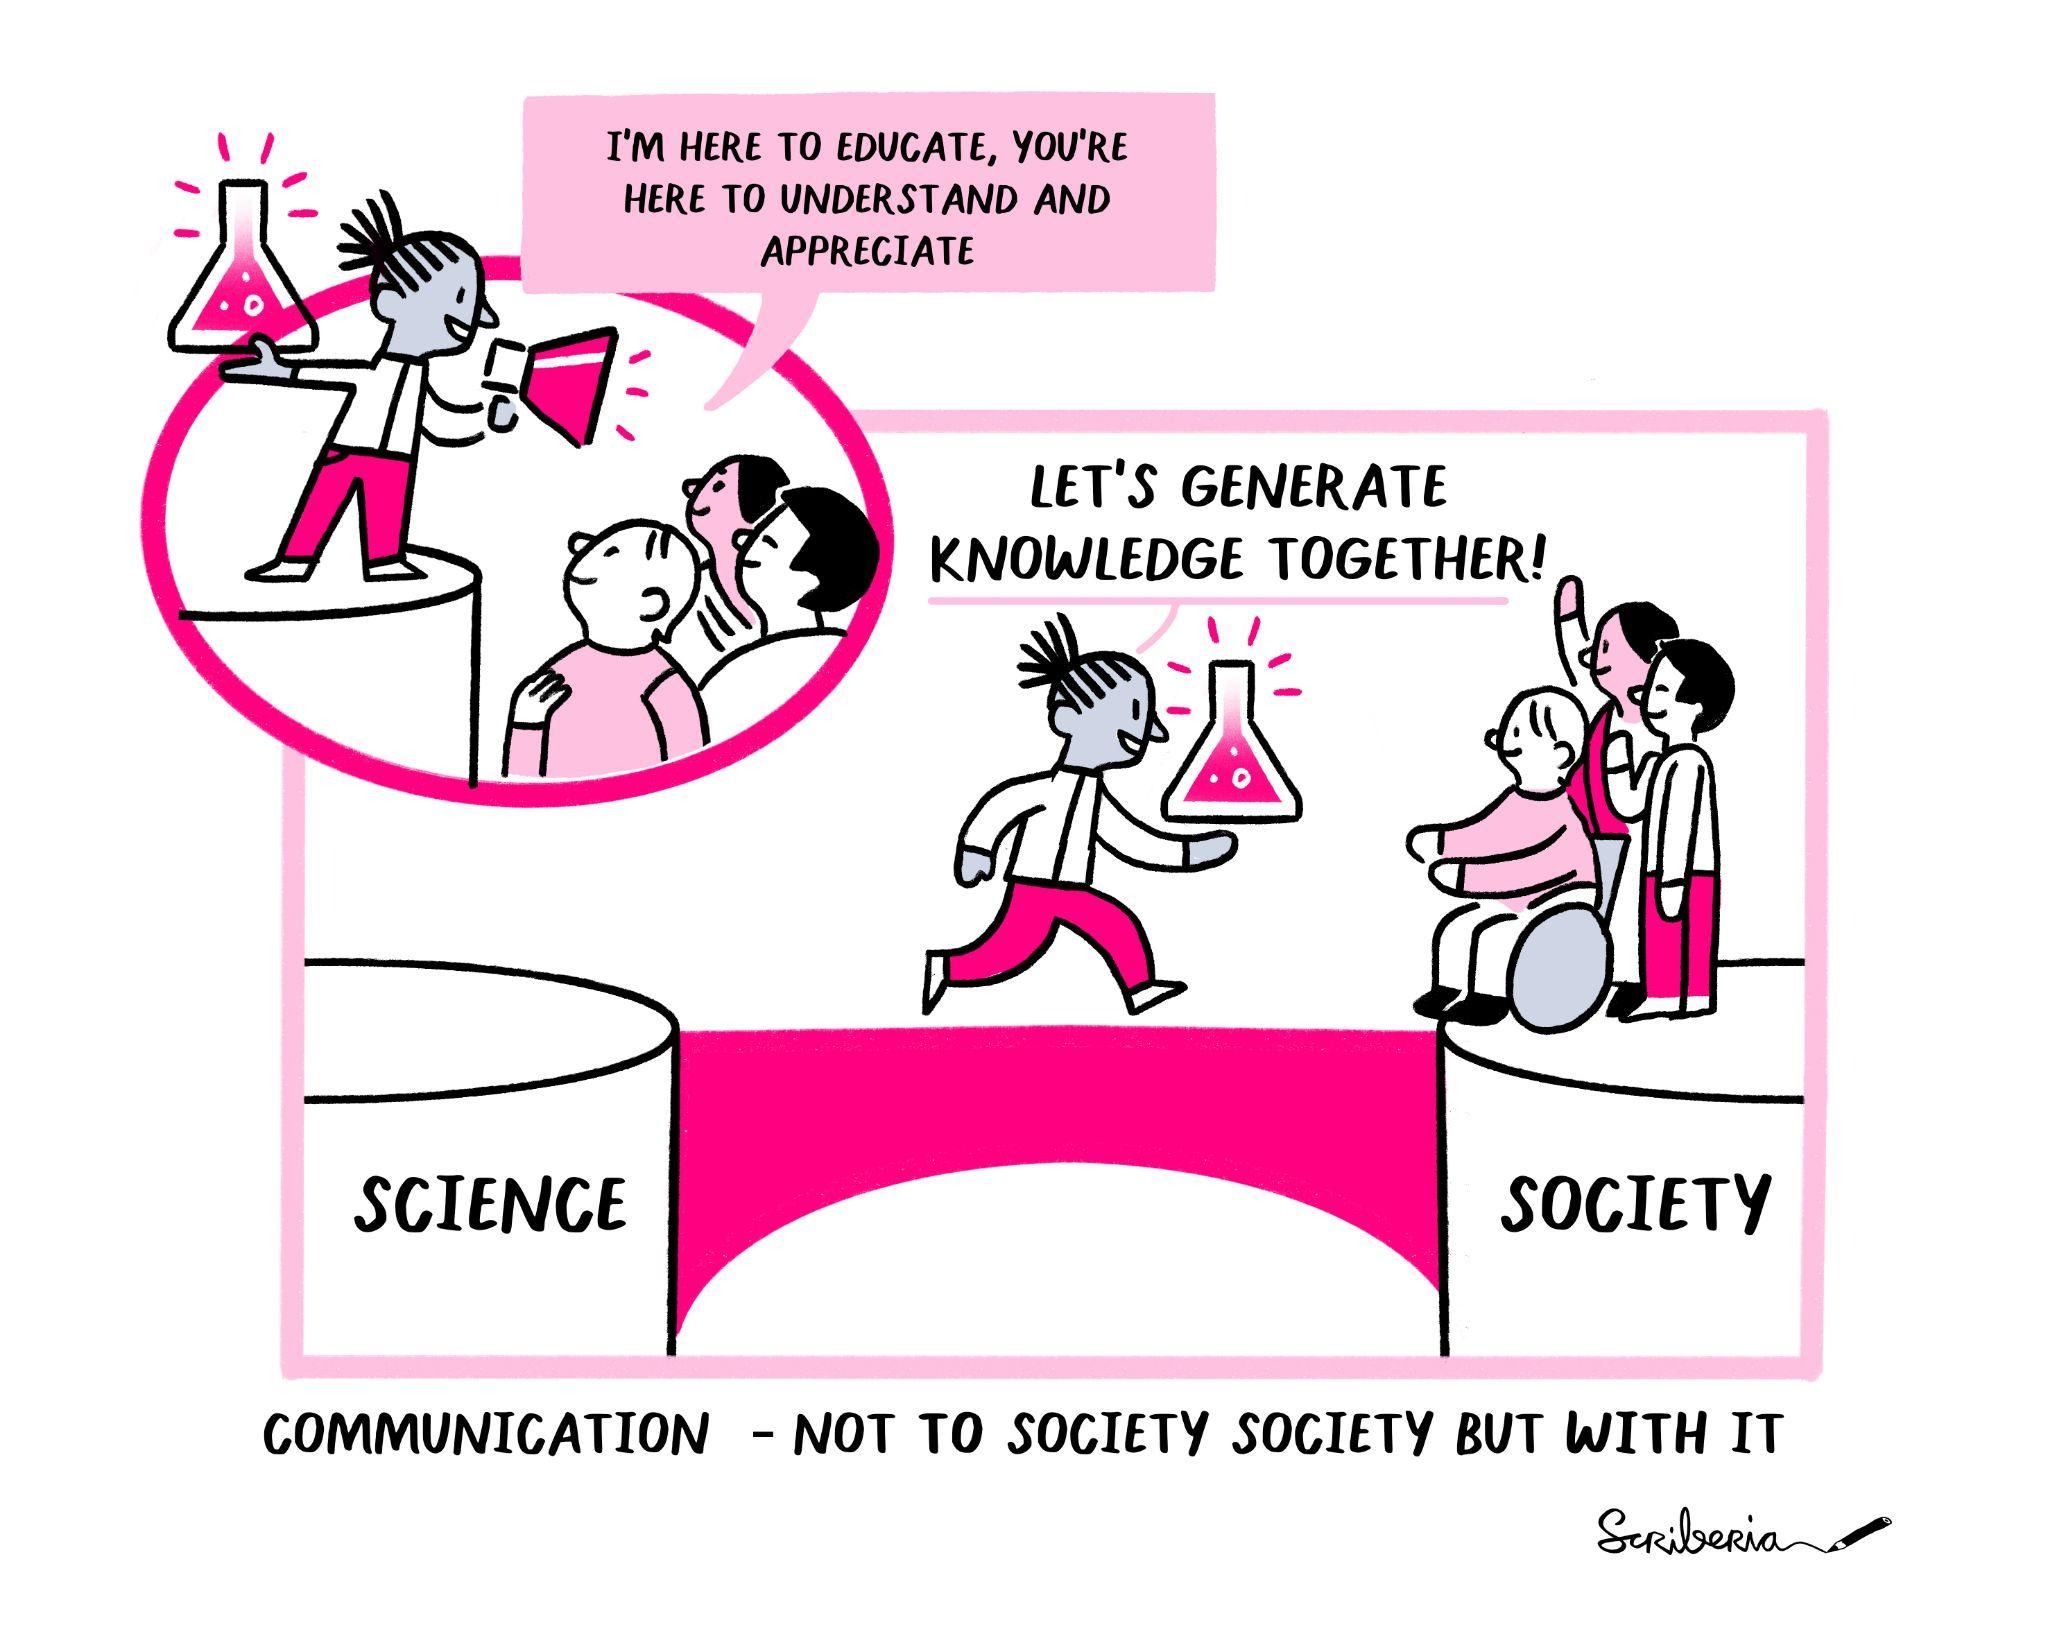 I'M HERE TO EDUCATE, YOU'RE
HERE TO UNDERSTAND AND
APPRECIATE
LET'S GENERATE
KNOWLEDGE TOGETHER!
SCIENCE
SOCIETY
COMMUNICATION - NOT TO SOCIETY SOCIETY BUT WITH IT
Scriberia